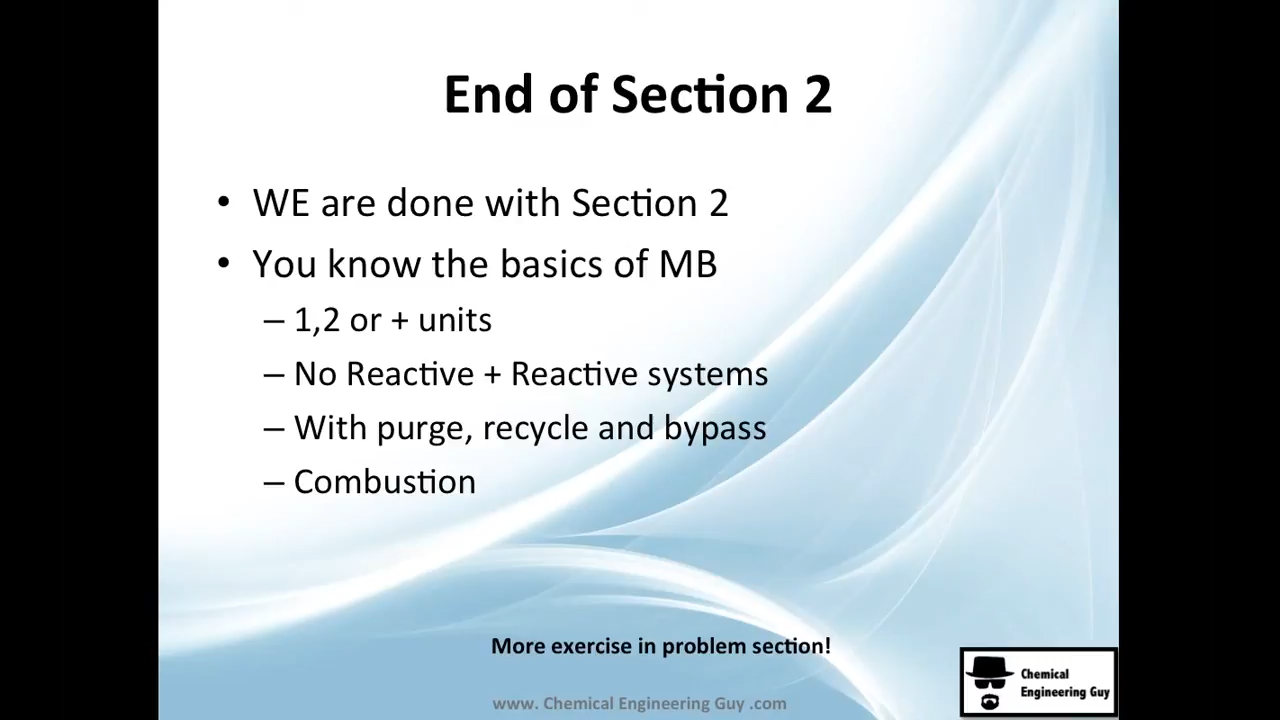 End of Section 2
• WE are done with Section 2
• You know the basics of MB
– 1,2 or + units
– No Reactive + Reactive systems
– With purge, recycle and bypass
– Combustion
More exercise in problem section!
www. Chemical Engineering Guy .com
Chemical
Engineering Guy